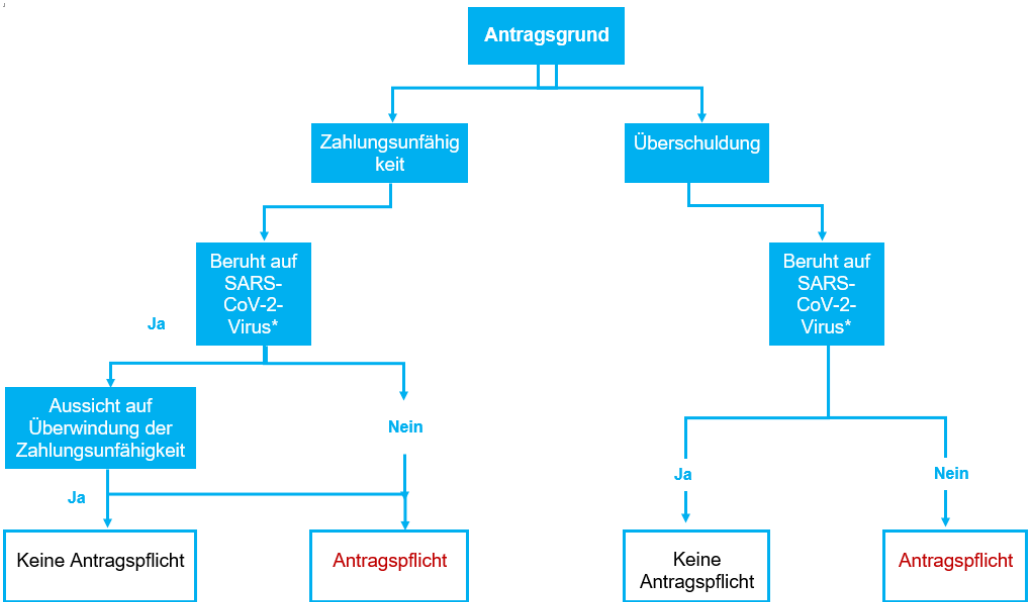 Antragsgrund
Zahlungsunfähig
keit
Überschuldung
Beruht auf
SARS-
CoV-2-
Virus*
Beruht auf
SARS-
CoV-2-
Virus*
Ja
Aussicht auf
Überwindung der
Zahlungsunfähigkeit
Nein
Ja
Nein
Ja
Keine Antragspflicht
Antragspflicht
Keine
Antragspflicht
Antragspflicht